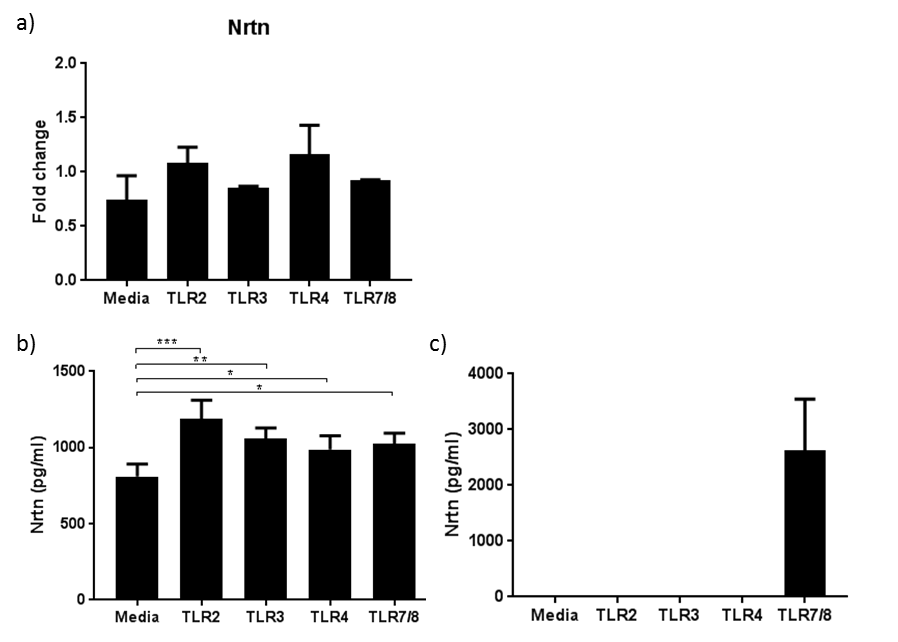 a)
Nrtn
2.0
1.5
1.0
0.5
0.0
Fold change
Media TLR2 TLR3 TLR4 TLR7/8
b)
***
**
*
*
1500
1000
500
0
Nrtn (pg/ml)
Media TLR2 TLR3 TLR4 TLR7/8
c)
4000
3000
2000
1000
0
Nrtn (pg/ml)
Media TLR2 TLR3 TLR4 TLR7/8